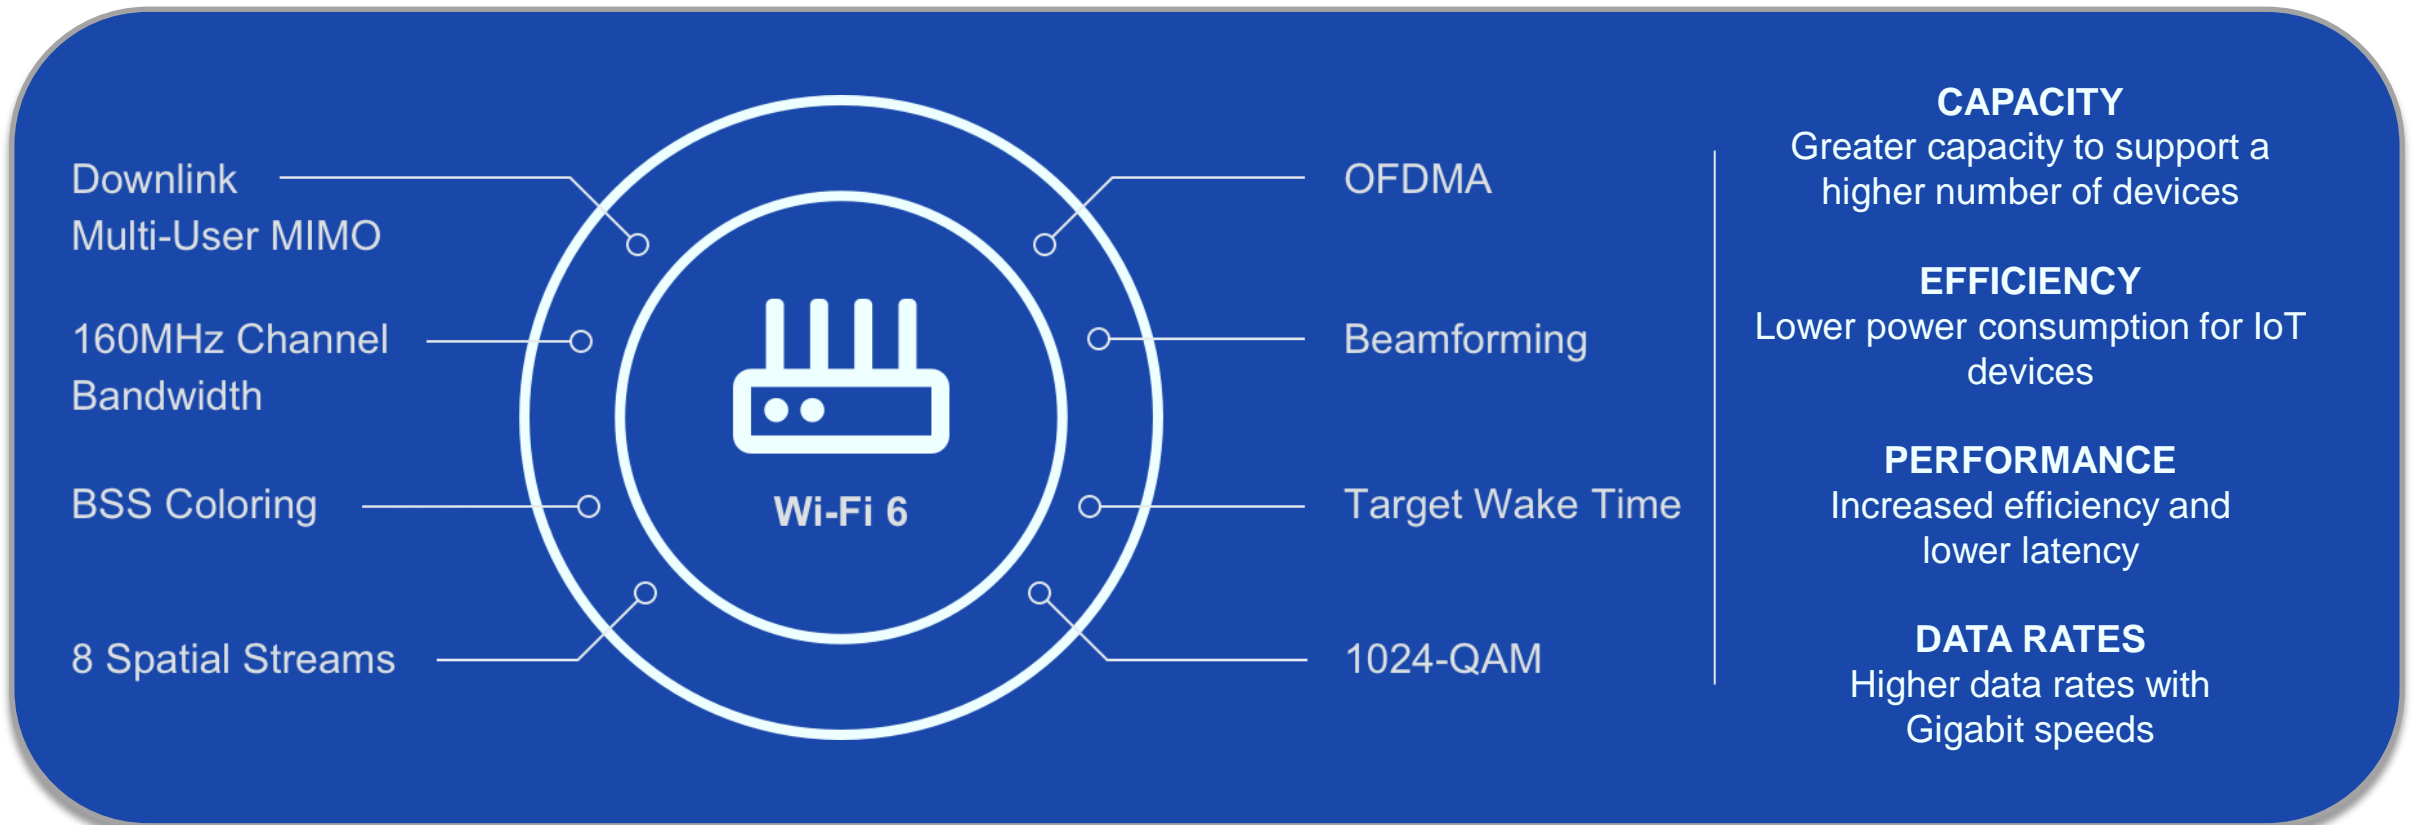 Downlink
Multi-User MIMO
160MHz Channel
Bandwidth
BSS Coloring
8 Spatial Streams
Wi-Fi 6
OFDMA
Beamforming
Target Wake Time
1024-QAM
CAPACITY
Greater capacity to support a
higher number of devices
EFFICIENCY
Lower power consumption for IoT
devices
PERFORMANCE
Increased efficiency and
lower latency
DATA RATES
Higher data rates with
Gigabit speeds